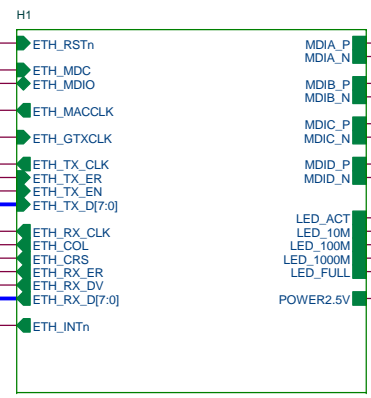 H1
ETH_RSTn
ETH_MDC
ETH_MDIO
ETH_MACCLK
ETH_GTXCLK
ETH_TX_CLK
ETH_TX_ER
ETH_TX_EN
ETH_TX_D[7:0]
ETH_RX_CLK
ETH_COL
ETH_CRS
ETH_RX_ER
ETH_RX_DV
ETH_RX_D[7:0]
ETH_INTn
MDIA_P
MDIA_N
MDIB_P
MDIB_N
MDIC_P
MDIC_N
MDID_P
MDID_N
LED_ACT
LED_10M
LED_100M
LED_1000M
LED_FULL
POWER2.5V